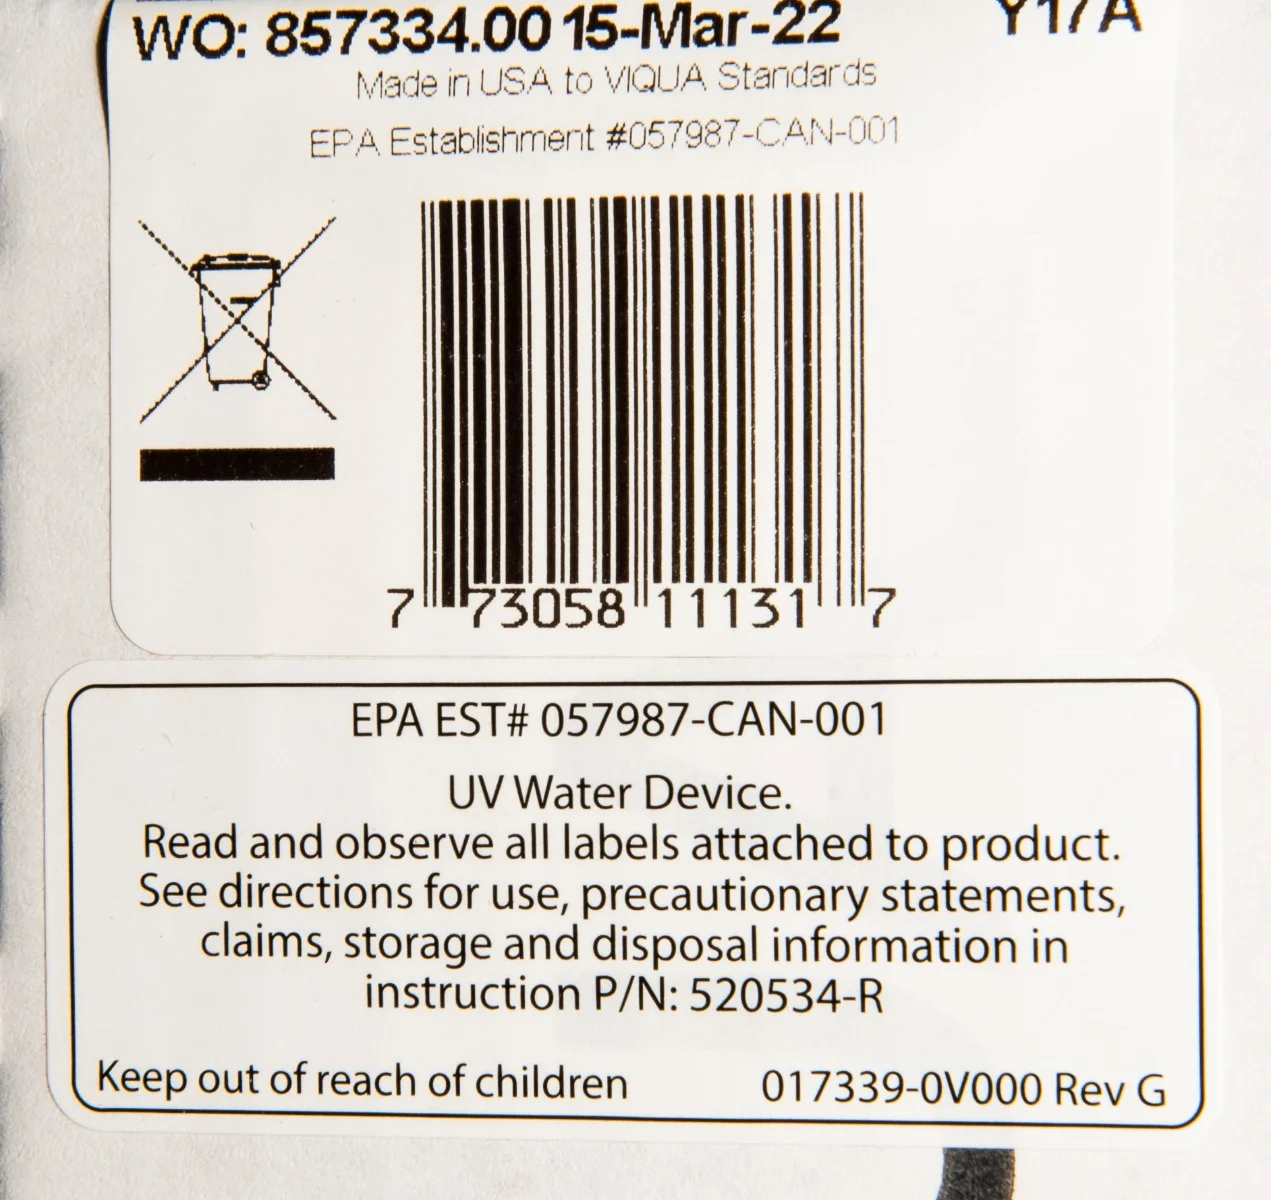 WO: 857334.00 15-Mar-22 Y17A
Made in USA to VIQUA Standards
EPA Establishment #057987-CAN-001
7 73058 11131 7
EPA EST# 057987-CAN-001
UV Water Device.
Read and observe all labels attached to product.
See directions for use, precautionary statements,
claims, storage and disposal information in
instruction P/N: 520534-R
Keep out of reach of children 017339-0V000 Rev G